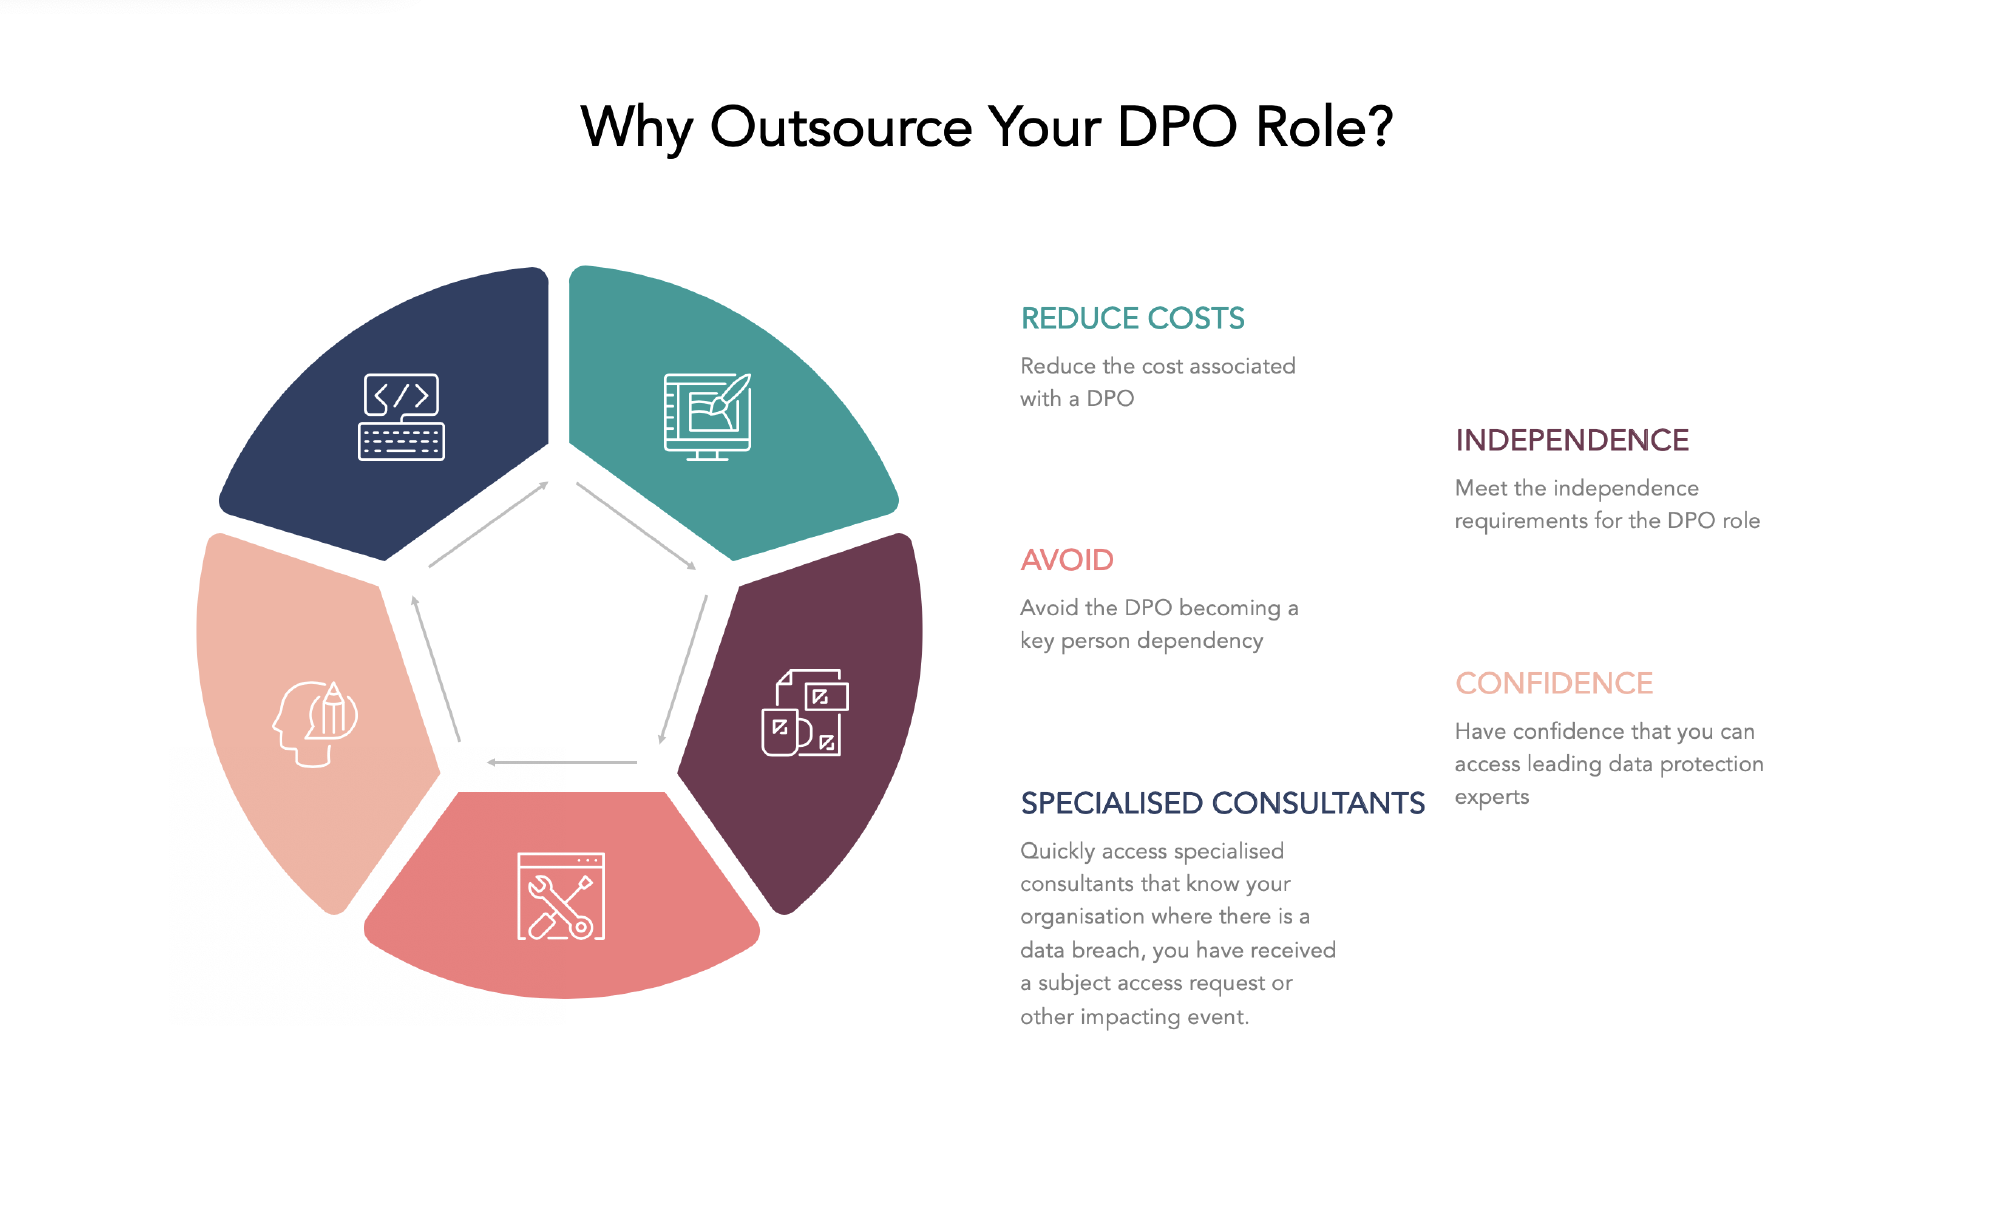 Why Outsource Your DPO Role?
REDUCE COSTS
Reduce the cost associated
with a DPO
INDEPENDENCE
Meet the independence
requirements for the DPO role
AVOID
Avoid the DPO becoming a
key person dependency
CONFIDENCE
Have confidence that you can
access leading data protection
experts
SPECIALISED CONSULTANTS
Quickly access specialised
consultants that know your
organisation where there is a
data breach, you have received
a subject access request or
other impacting event.